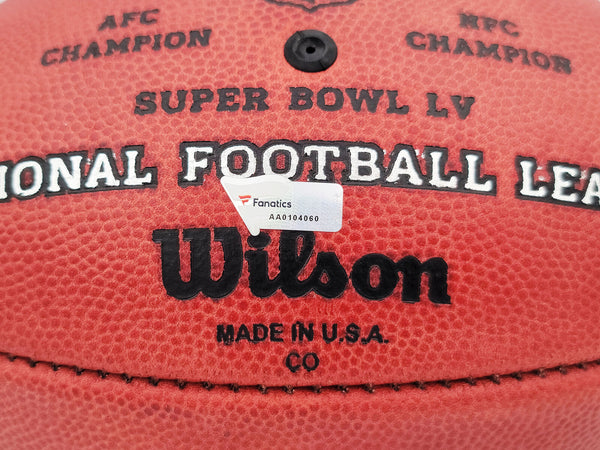 AFC
CHAMPION
NFC
CHAMPION
SUPER BOWL LV
IONAL FOOTBALL LEA
Fanatics
AA0104060
Wilson
MADE IN U.S.A.
CO